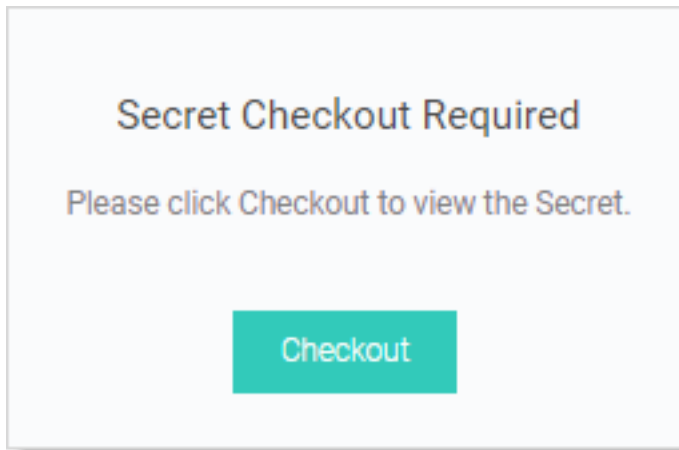 Secret Checkout Required
Please click Checkout to view the Secret.
Checkout